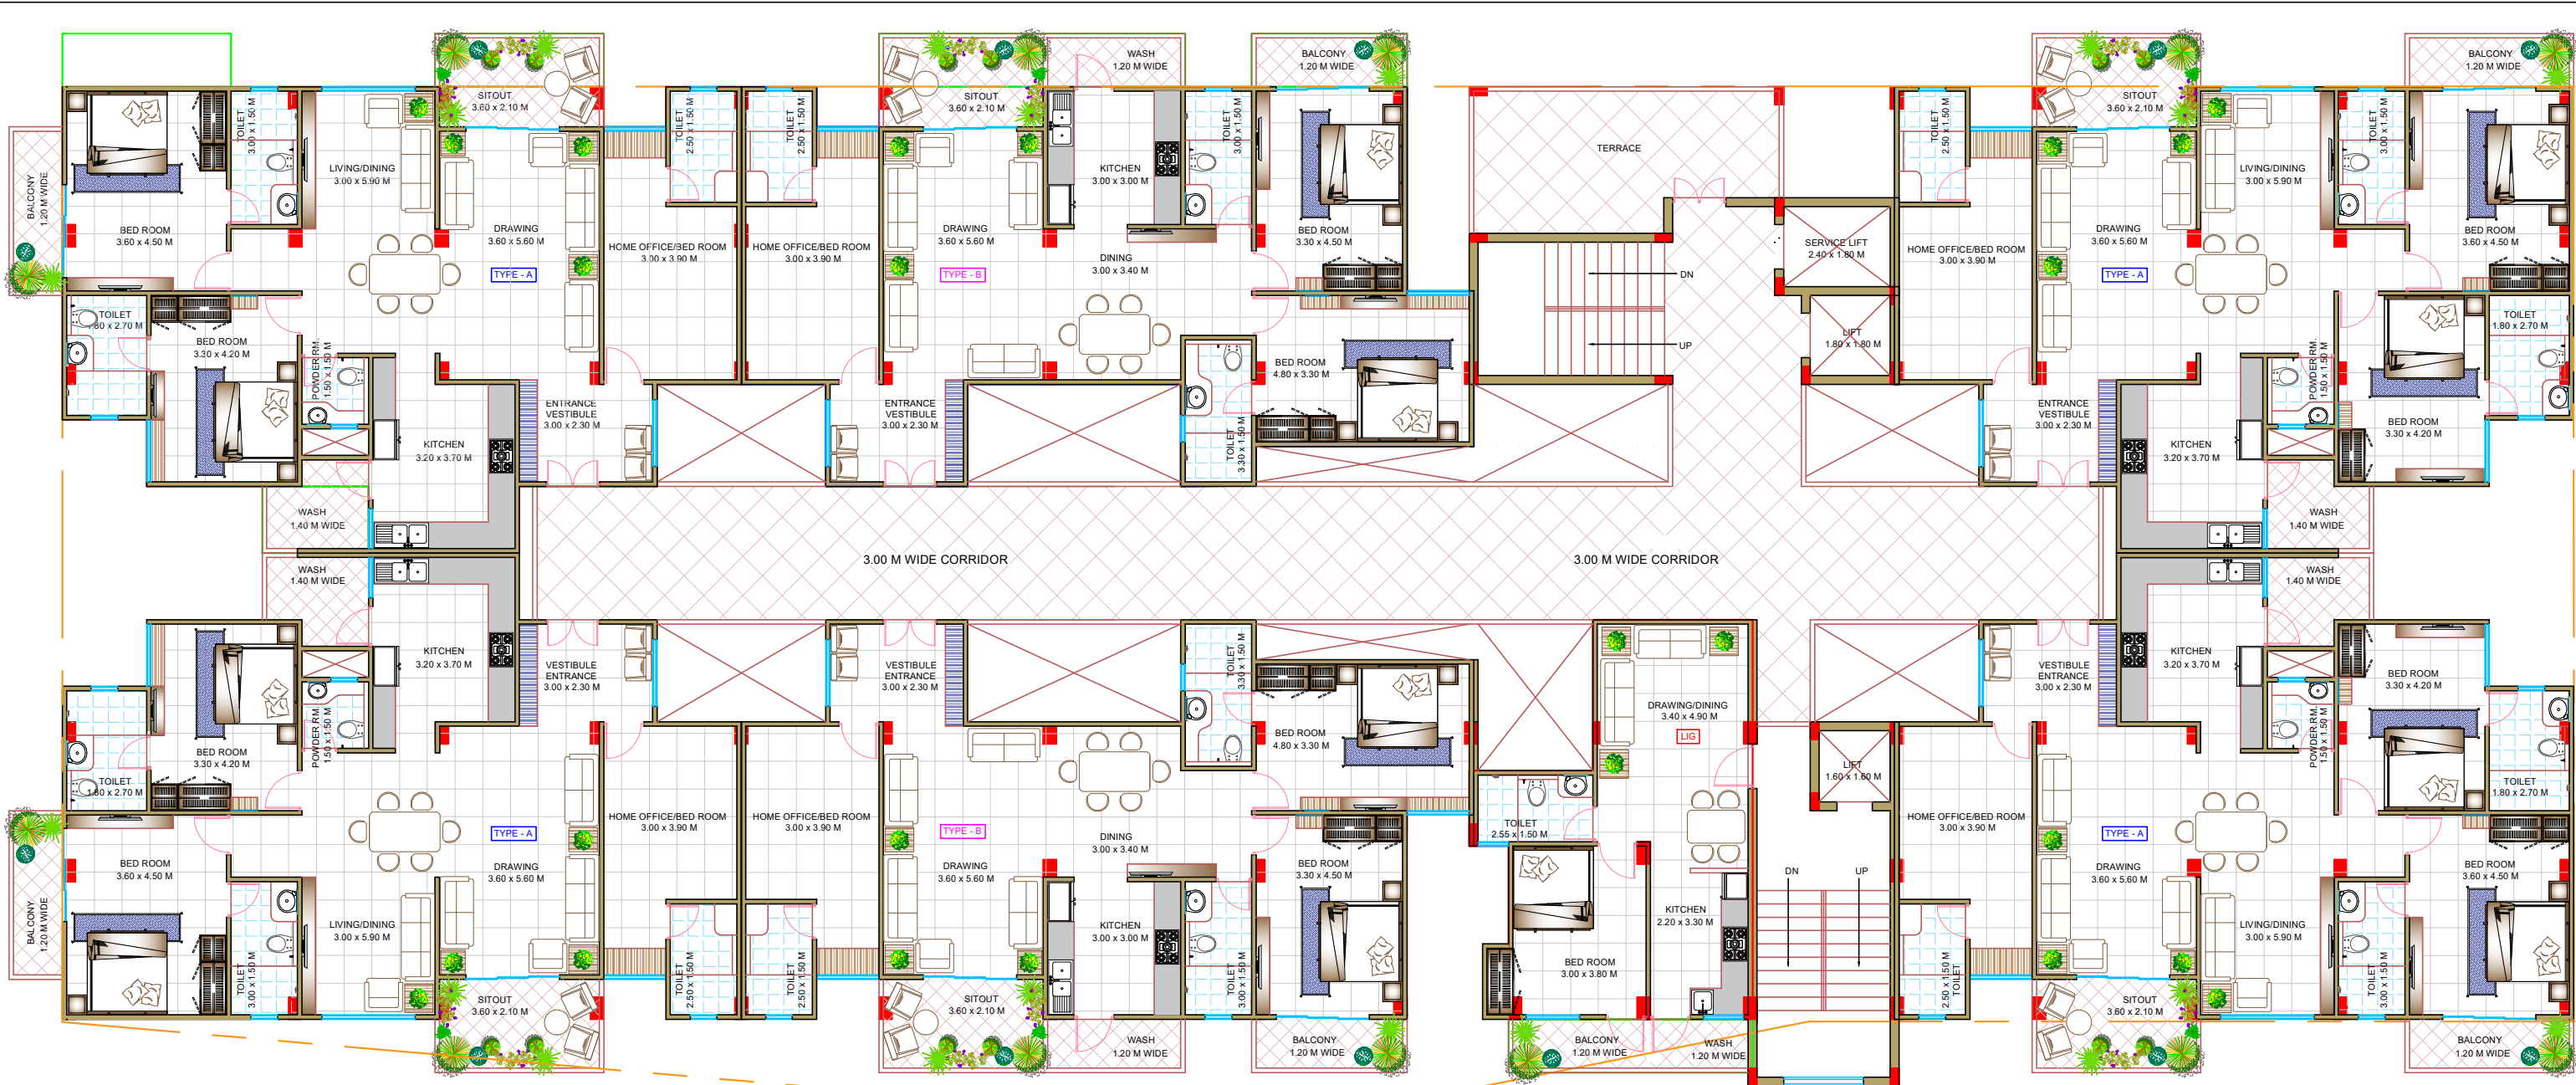 BALCONY
1.20 M WIDE
BED ROOM
3.60 x 4.50 M
TOILET
3.00 x 1.50 M
LIVING/DINING
3.00 x 5.90 M
SITOUT
3.60 x 2.10 M
DRAWING
3.60 x 5.60 M
TYPE - A
TOILET
1.80 x 2.70 M
BED ROOM
3.30 x 4.20 M
POWDER RM.
1.50 x 1.50 M
KITCHEN
3.20 x 3.70 M
WASH
1.40 M WIDE
ENTRANCE
VESTIBULE
3.00 x 2.30 M
HOME OFFICE/BED ROOM
3.00 x 3.90 M
TOILET
2.50 x 1.50 M
TOILET
2.50 x 1.50 M
HOME OFFICE/BED ROOM
3.00 x 3.90 M
SITOUT
3.60 x 2.10 M
DRAWING
3.60 x 5.60 M
TYPE - B
ENTRANCE
VESTIBULE
3.00 x 2.30 M
WASH
1.20 M WIDE
KITCHEN
3.00 x 3.00 M
DINING
3.00 x 3.40 M
TOILET
3.00 x 1.50 M
BALCONY
1.20 M WIDE
BED ROOM
3.30 x 4.50 M
BED ROOM
4.80 x 3.30 M
TOILET
3.30 x 1.50 M
TERRACE
DN
UP
SERVICE LIFT
2.40 x 1.80 M
LIFT
1.80 x 1.80 M
TOILET
2.50 x 1.50 M
HOME OFFICE/BED ROOM
3.00 x 3.90 M
SITOUT
3.60 x 2.10 M
DRAWING
3.60 x 5.60 M
TYPE - A
LIVING/DINING
3.00 x 5.90 M
TOILET
3.00 x 1.50 M
BALCONY
1.20 M WIDE
BED ROOM
3.60 x 4.50 M
TOILET
1.80 x 2.70 M
BED ROOM
3.30 x 4.20 M
POWDER RM.
1.50 x 1.50 M
ENTRANCE
VESTIBULE
3.00 x 2.30 M
KITCHEN
3.20 x 3.70 M
WASH
1.40 M WIDE
3.00 M WIDE CORRIDOR
3.00 M WIDE CORRIDOR
WASH
1.40 M WIDE
KITCHEN
3.20 x 3.70 M
VESTIBULE
ENTRANCE
3.00 x 2.30 M
POWDER RM.
1.50 x 1.50 M
BED ROOM
3.30 x 4.20 M
TOILET
1.80 x 2.70 M
BED ROOM
3.60 x 4.50 M
BALCONY
1.20 M WIDE
TOILET
3.00 x 1.50 M
LIVING/DINING
3.00 x 5.90 M
TYPE - A
DRAWING
3.60 x 5.60 M
SITOUT
3.60 x 2.10 M
HOME OFFICE/BED ROOM
3.00 x 3.90 M
TOILET
2.50 x 1.50 M
TOILET
2.50 x 1.50 M
HOME OFFICE/BED ROOM
3.00 x 3.90 M
VESTIBULE
ENTRANCE
3.00 x 2.30 M
TYPE - B
DRAWING
3.60 x 5.60 M
SITOUT
3.60 x 2.10 M
DINING
3.00 x 3.40 M
KITCHEN
3.00 x 3.00 M
WASH
1.20 M WIDE
TOILET
3.30 x 1.50 M
BED ROOM
4.80 x 3.30 M
BED ROOM
3.30 x 4.50 M
TOILET
3.00 x 1.50 M
BALCONY
1.20 M WIDE
DRAWING/DINING
3.40 x 4.90 M
LIG
TOILET
2.55 x 1.50 M
KITCHEN
2.20 x 3.30 M
BED ROOM
3.00 x 3.80 M
BALCONY
1.20 M WIDE
WASH
1.20 M WIDE
LIFT
1.60 x 1.60 M
DN
UP
HOME OFFICE/BED ROOM
3.00 x 3.90 M
TOILET
2.50 x 1.50 M
VESTIBULE
ENTRANCE
3.00 x 2.30 M
KITCHEN
3.20 x 3.70 M
WASH
1.40 M WIDE
POWDER RM.
1.50 x 1.50 M
BED ROOM
3.30 x 4.20 M
TOILET
1.80 x 2.70 M
TYPE - A
DRAWING
3.60 x 5.60 M
SITOUT
3.60 x 2.10 M
LIVING/DINING
3.00 x 5.90 M
TOILET
3.00 x 1.50 M
BED ROOM
3.60 x 4.50 M
BALCONY
1.20 M WIDE